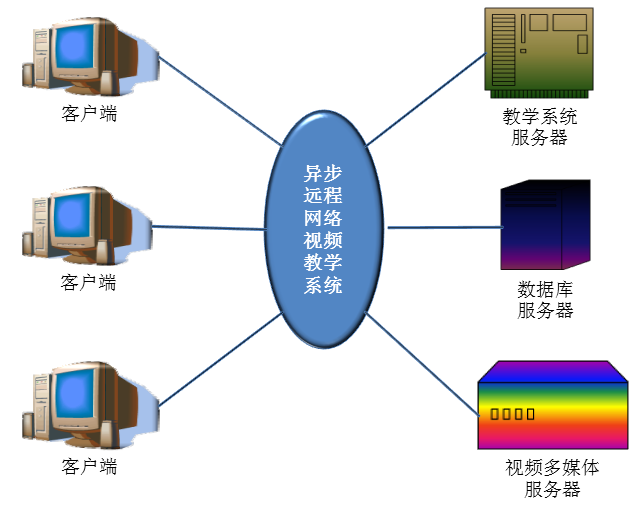 客户端
教学系统
服务器
异步
远程
网络
视频
教学
系统
客户端
数据库
服务器
客户端
视频多媒体
服务器